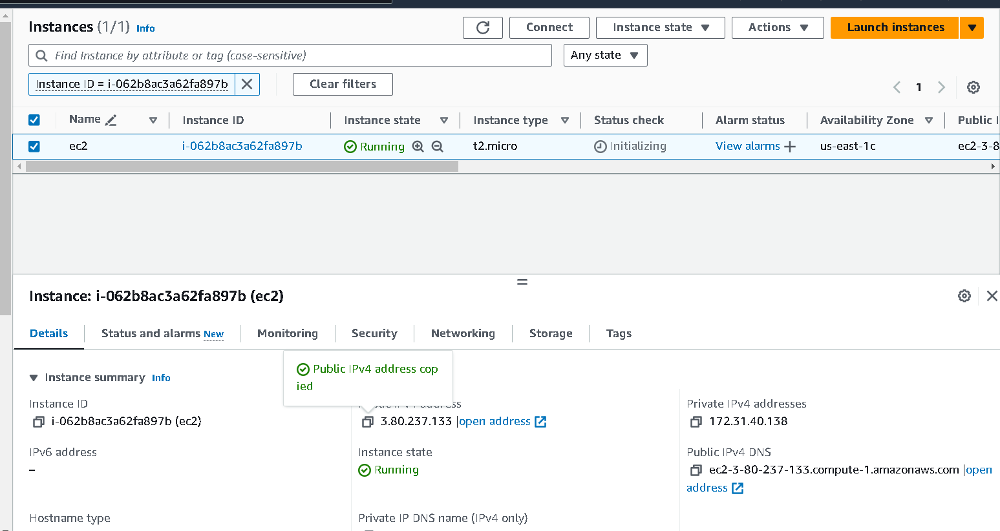 Instances (1/1) Info
Connect
Instance state
Actions
Launch instances
Find Instance by attribute or tag (case-sensitive)
Any state
Instance ID = i-062b8ac3a62fa897b
Clear filters
1
Name Instance ID Instance state Instance type Status check Alarm status Availability Zone Public I
ec2 i-062b8ac3a62fa897b Running t2.micro Initializing View alarms us-east-1c ec2-3-8
Instance: i-062b8ac3a62fa897b (ec2)
Details Status and alarms New Monitoring Security Networking Storage Tags
Public IPv4 address cop
ied
Instance summary Info
Instance ID
i-062b8ac3a62fa897b (ec2)
3.80.237.133 |open address
Private IPv4 addresses
172.31.40.138
IPv6 address
–
Instance state
Running
Public IPv4 DNS
ec2-3-80-237-133.compute-1.amazonaws.com |open
address
Hostname type
Private IP DNS name (IPv4 only)